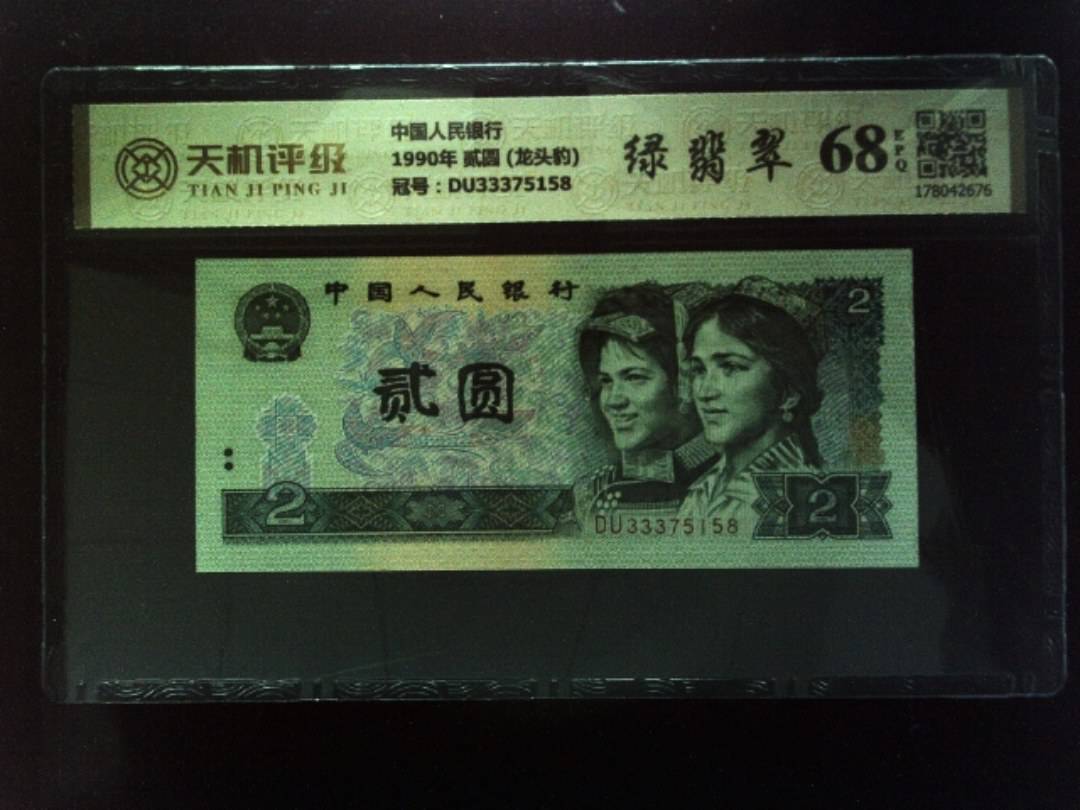 天机评级
TIAN JI PING JI
中国人民银行
1990年 贰圆 (龙头豹)
冠号：DU33375158
绿翡翠
68
EPQ
178042676
中国人民银行
2
贰圆
2
DU33375158
2